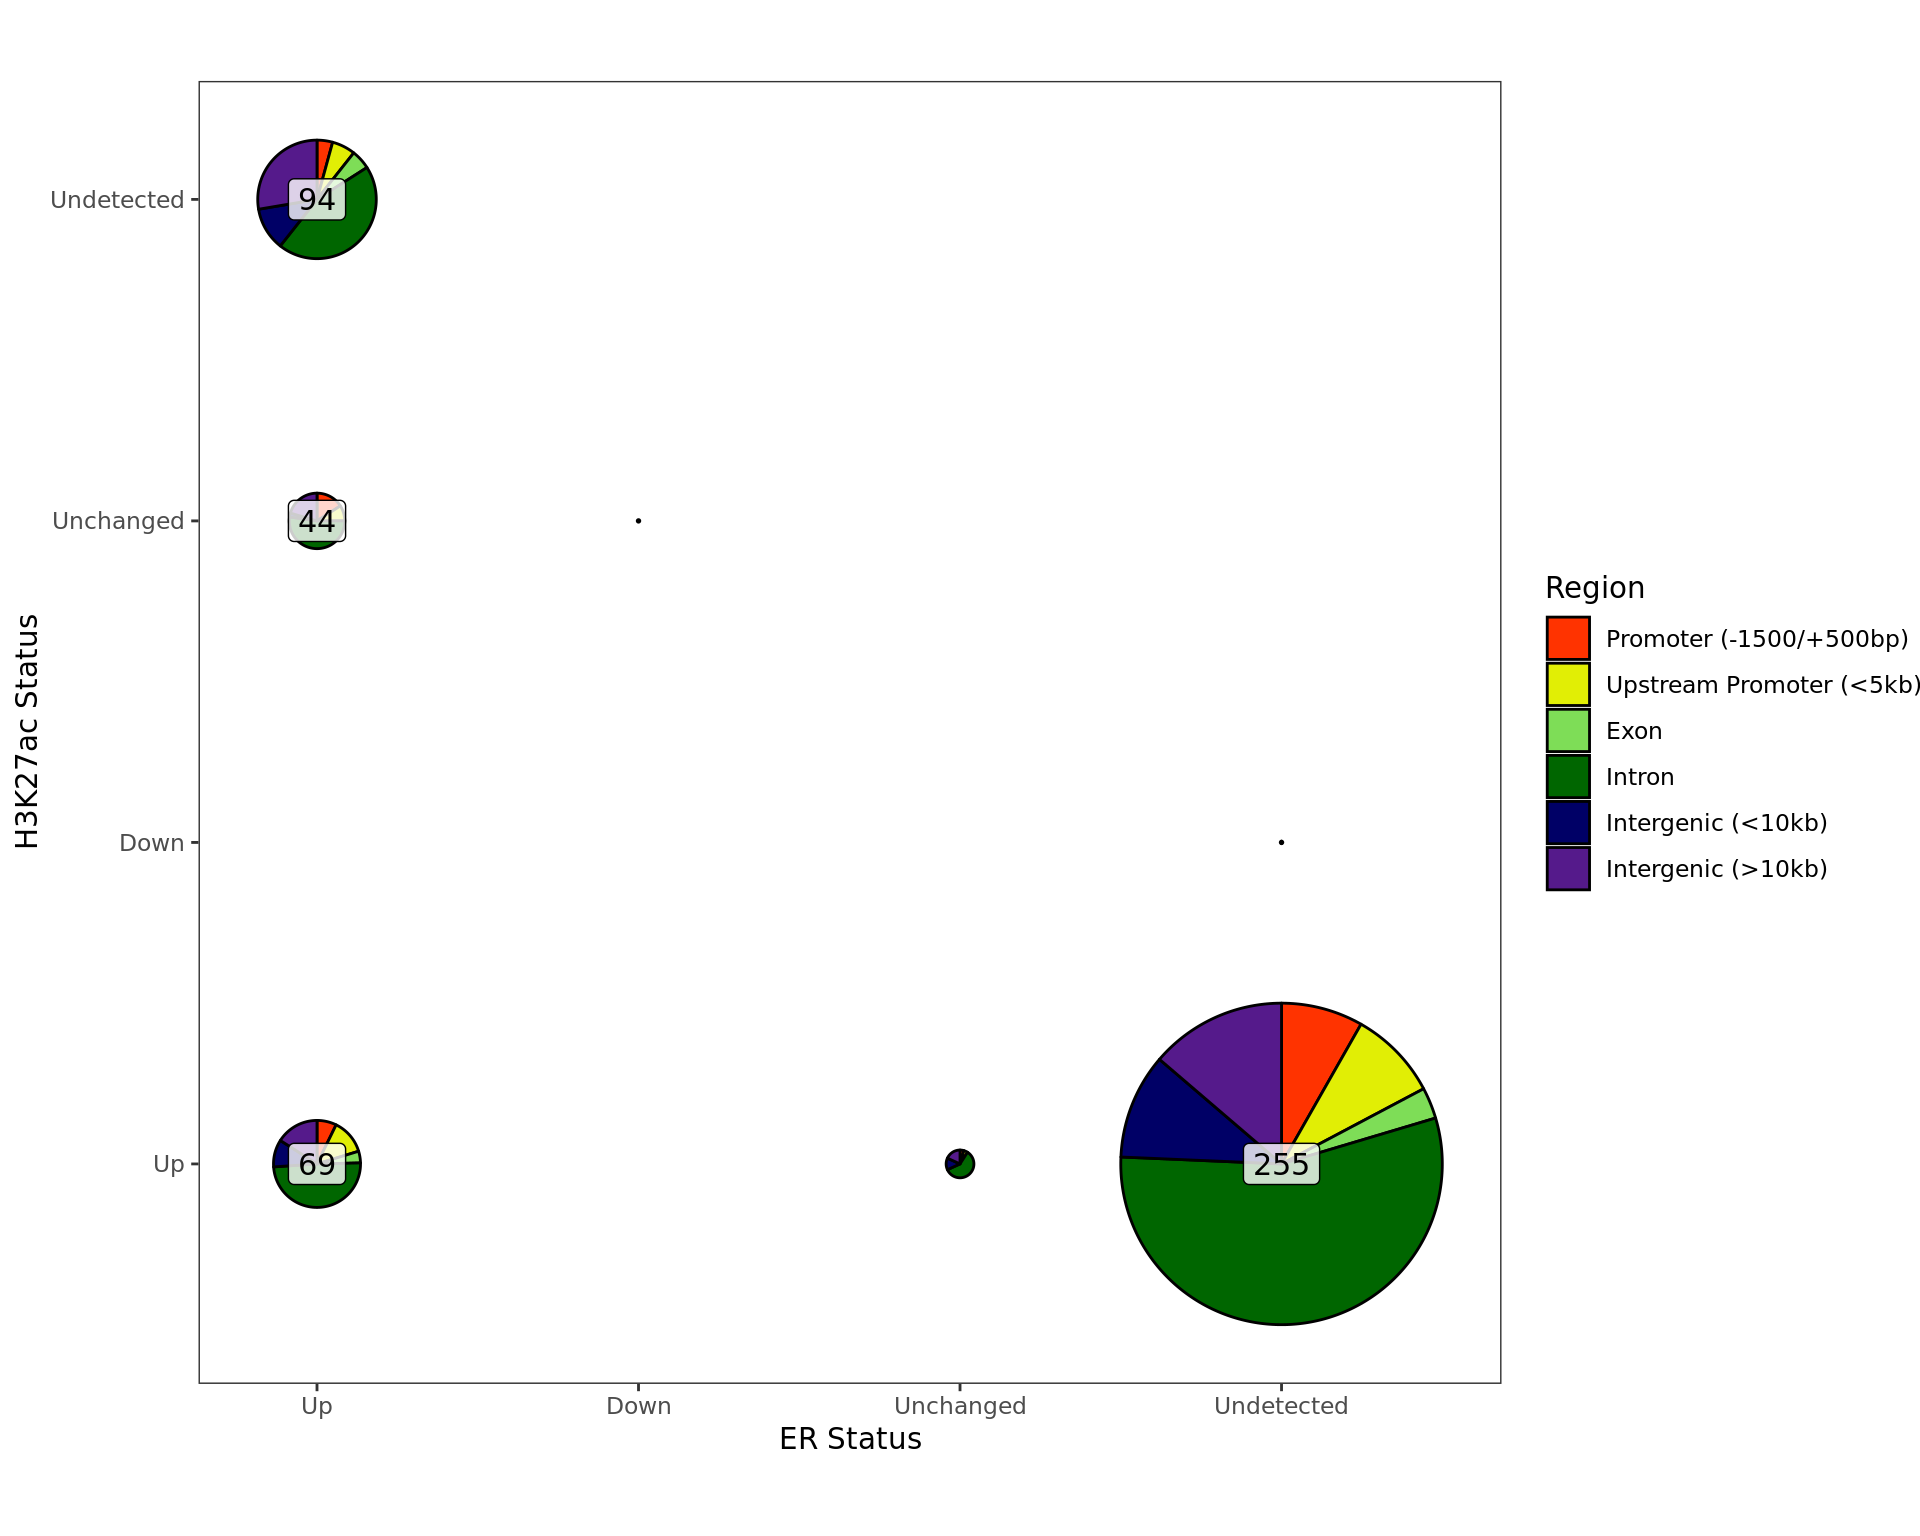 Undetected
Unchanged
Down
Up
H3K27ac Status
94
44
69
255
Up
Down
Unchanged
Undetected
ER Status
Region
Promoter (-1500/+500bp)
Upstream Promoter (<5kb)
Exon
Intron
Intergenic (<10kb)
Intergenic (>10kb)